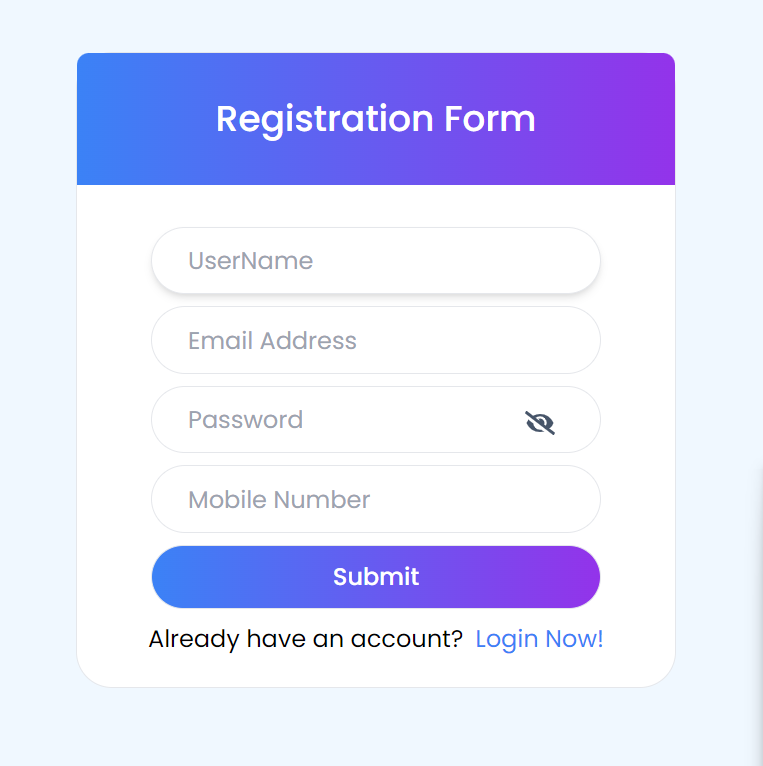 Registration Form
UserName
Email Address
Password
Mobile Number
Submit
Already have an account? Login Now!